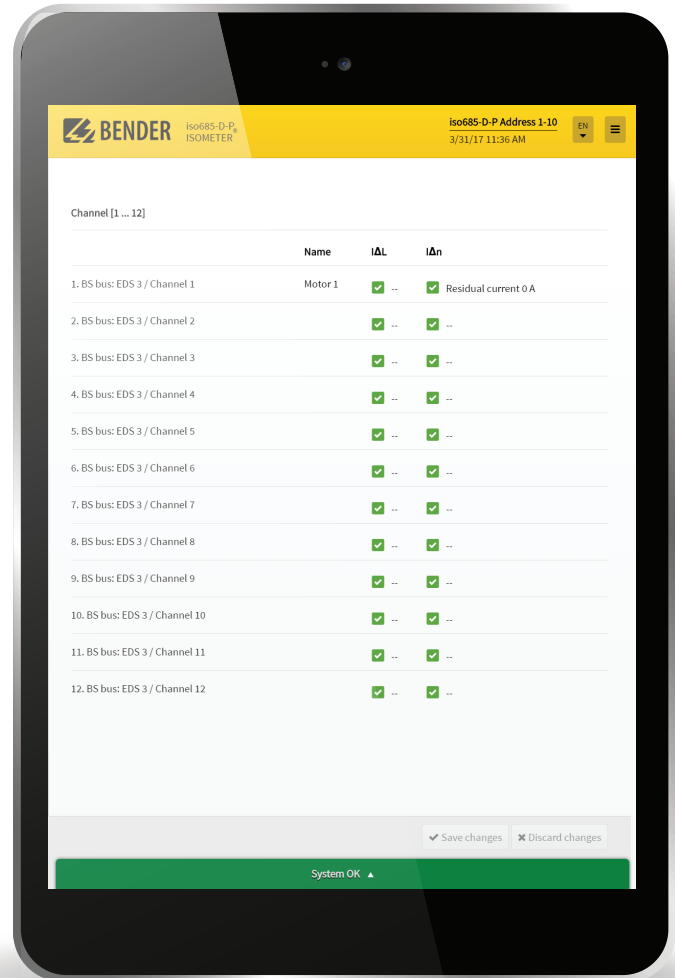 BENDER
iso685-D-P®
ISOMETER
iso685-D-P Address 1-10
3/31/17 11:36 AM
EN
Channel [1 ... 12]
Name IΔL IΔn
1. BS bus: EDS 3 / Channel 1 Motor 1 -- Residual current 0 A
2. BS bus: EDS 3 / Channel 2 -- --
3. BS bus: EDS 3 / Channel 3 -- --
4. BS bus: EDS 3 / Channel 4 -- --
5. BS bus: EDS 3 / Channel 5 -- --
6. BS bus: EDS 3 / Channel 6 -- --
7. BS bus: EDS 3 / Channel 7 -- --
8. BS bus: EDS 3 / Channel 8 -- --
9. BS bus: EDS 3 / Channel 9 -- --
10. BS bus: EDS 3 / Channel 10 -- --
11. BS bus: EDS 3 / Channel 11 -- --
12. BS bus: EDS 3 / Channel 12 -- --
Save changes Discard changes
System OK